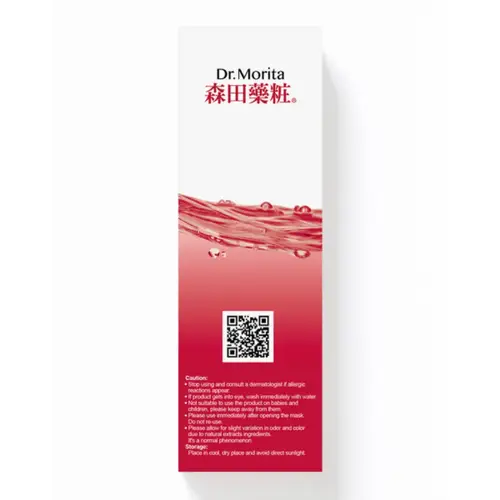 Dr.Morita
森田藥粧®
Caution:
• Stop using and consult a dermatologist if allergic
reactions appear
• If product gets into eye, wash immediately with water
• Not suitable to use the product on babies and
children, please keep away from them.
• Please use immediately after opening the mask.
Do not re-use
• Please allow for slight variation in odor and color
due to natural extracts ingredients.
It's a normal phenomenon.
Storage:
Place in cool, dry place and avoid direct sunlight.